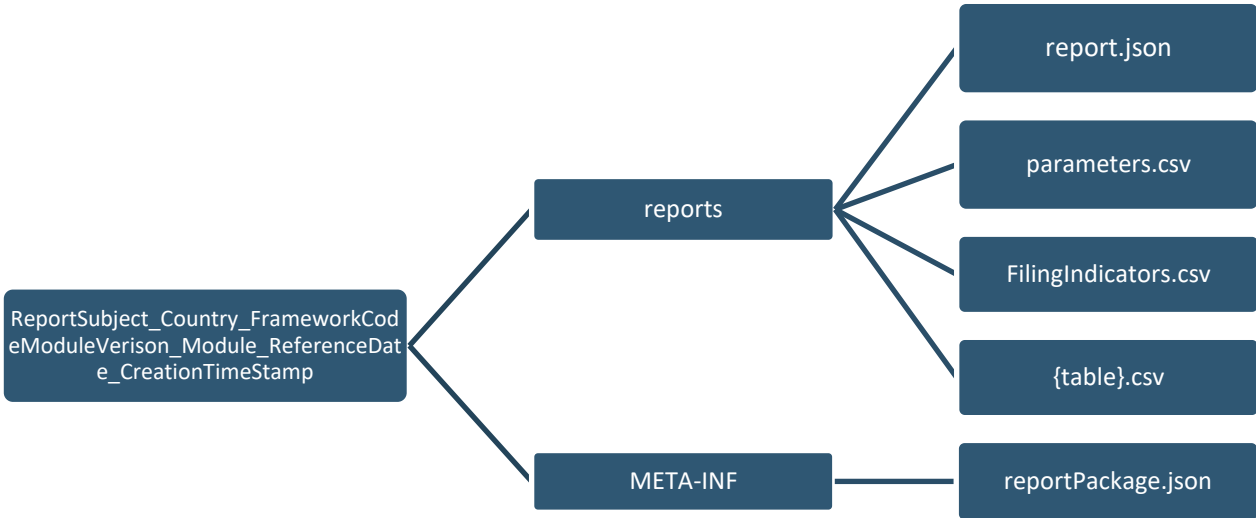 report.json
parameters.csv
reports
FilingIndicators.csv
ReportSubject_Country_FrameworkCod
eModuleVerison_Module_ReferenceDat
e_CreationTimeStamp
{table}.csv
META-INF
reportPackage.json